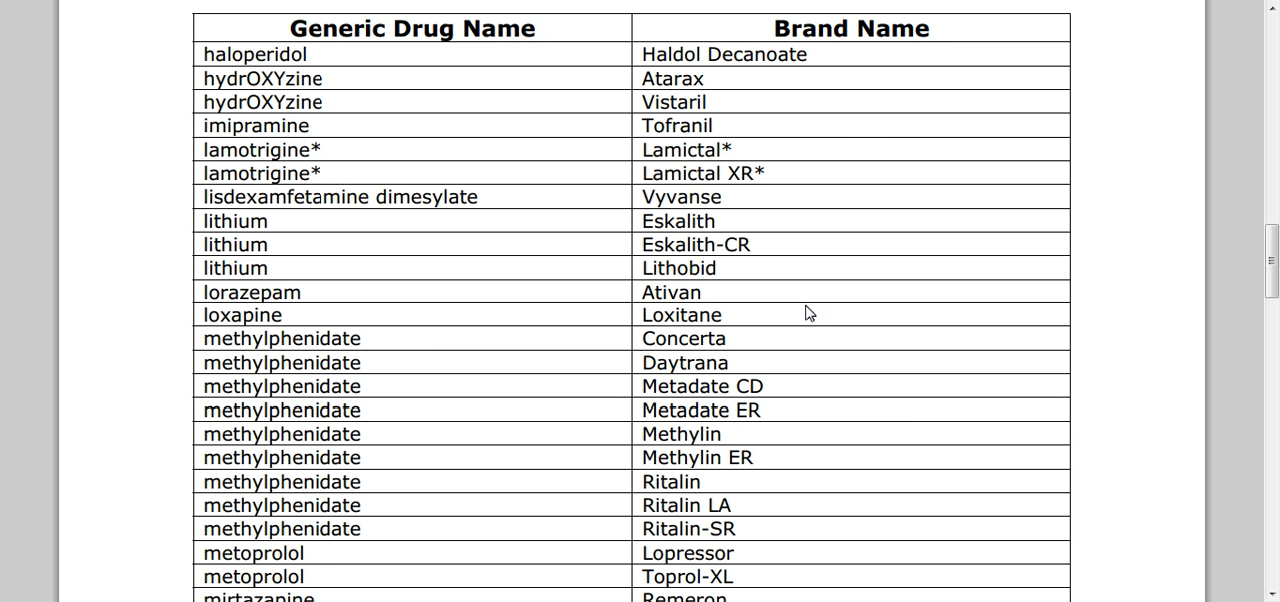 Generic Drug Name Brand Name
haloperidol Haldol Decanoate
hydrOXYzine Atarax
hydrOXYzine Vistaril
imipramine Tofranil
lamotrigine* Lamictal*
lamotrigine* Lamictal XR*
lisdexamfetamine dimesylate Vyvanse
lithium Eskalith
lithium Eskalith-CR
lithium Lithobid
lorazepam Ativan
loxapine Loxitane
methylphenidate Concerta
methylphenidate Daytrana
methylphenidate Metadate CD
methylphenidate Metadate ER
methylphenidate Methylin
methylphenidate Methylin ER
methylphenidate Ritalin
methylphenidate Ritalin LA
methylphenidate Ritalin-SR
metoprolol Lopressor
metoprolol Toprol-XL
mirtazapine Remeron